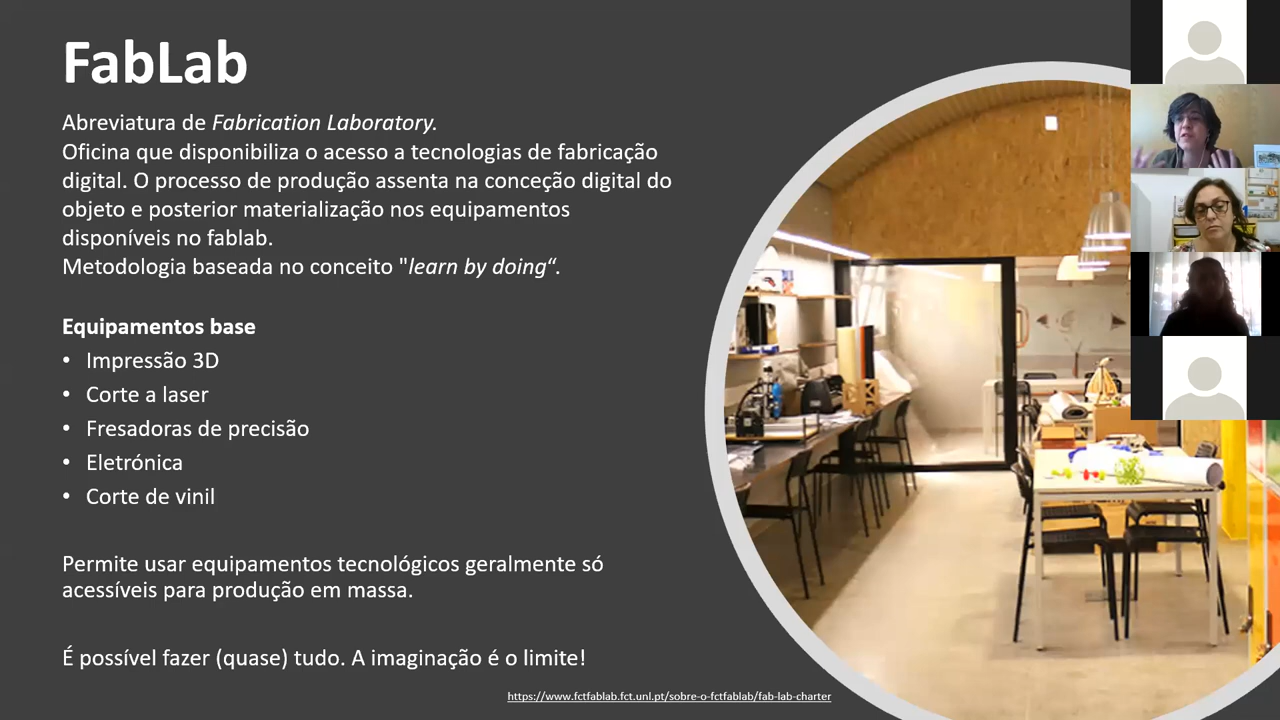 FabLab
Abreviatura de Fabrication Laboratory.
Oficina que disponibiliza o acesso a tecnologias de fabricação
digital. O processo de produção assenta na conceção digital do
objeto e posterior materialização nos equipamentos
disponíveis no fablab.
Metodologia baseada no conceito "learn by doing“.
Equipamentos base
• Impressão 3D
• Corte a laser
• Fresadoras de precisão
• Eletrónica
• Corte de vinil
Permite usar equipamentos tecnológicos geralmente só
acessíveis para produção em massa.
É possível fazer (quase) tudo. A imaginação é o limite!
https://www.fctfablab.fct.unl.pt/sobre-o-fctfablab/fab-lab-charter